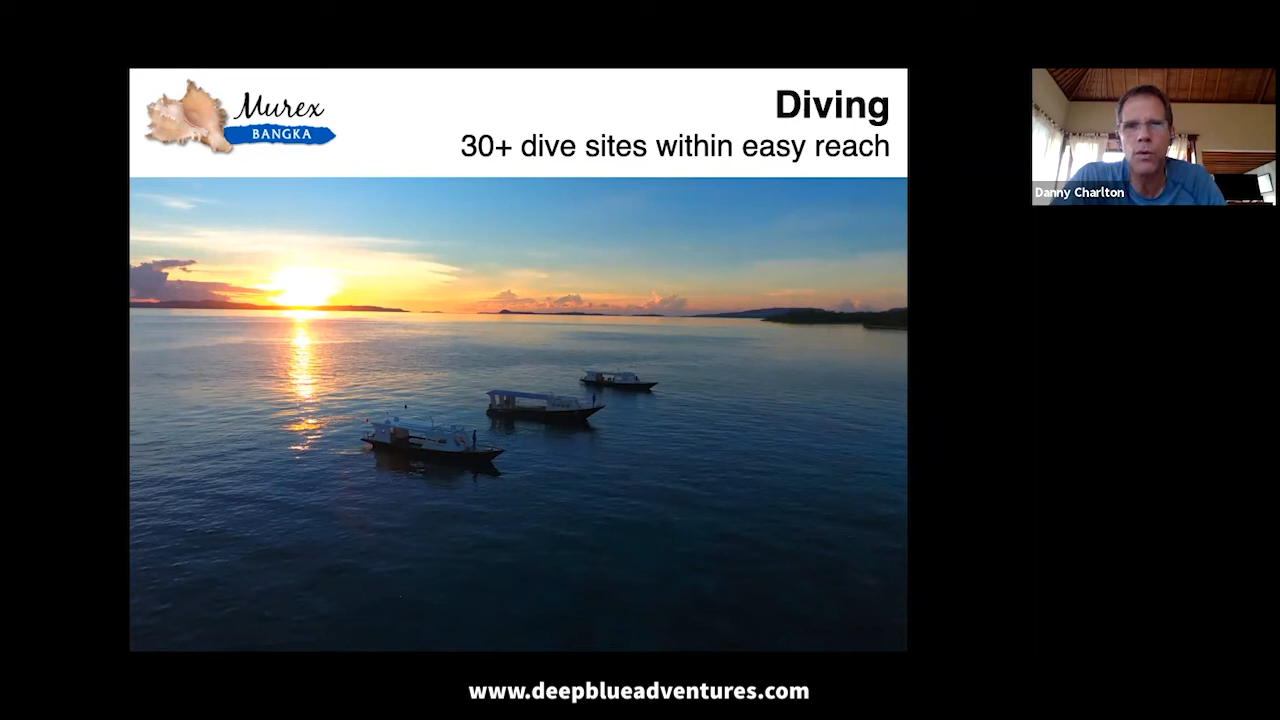 Murex
BANGKA
Diving
30+ dive sites within easy reach
Danny Charlton
www.deepblueadventures.com